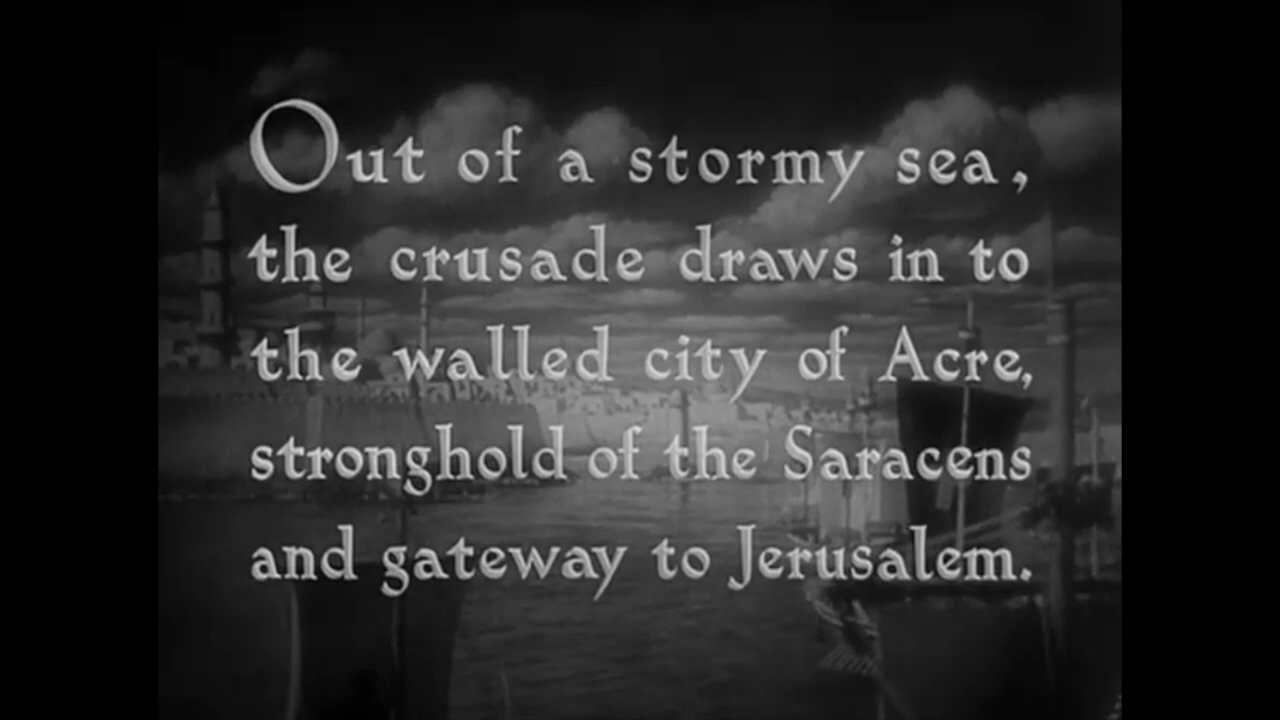 Out of a stormy sea,
the crusade draws in to
the walled city of Acre,
stronghold of the Saracens
and gateway to Jerusalem.